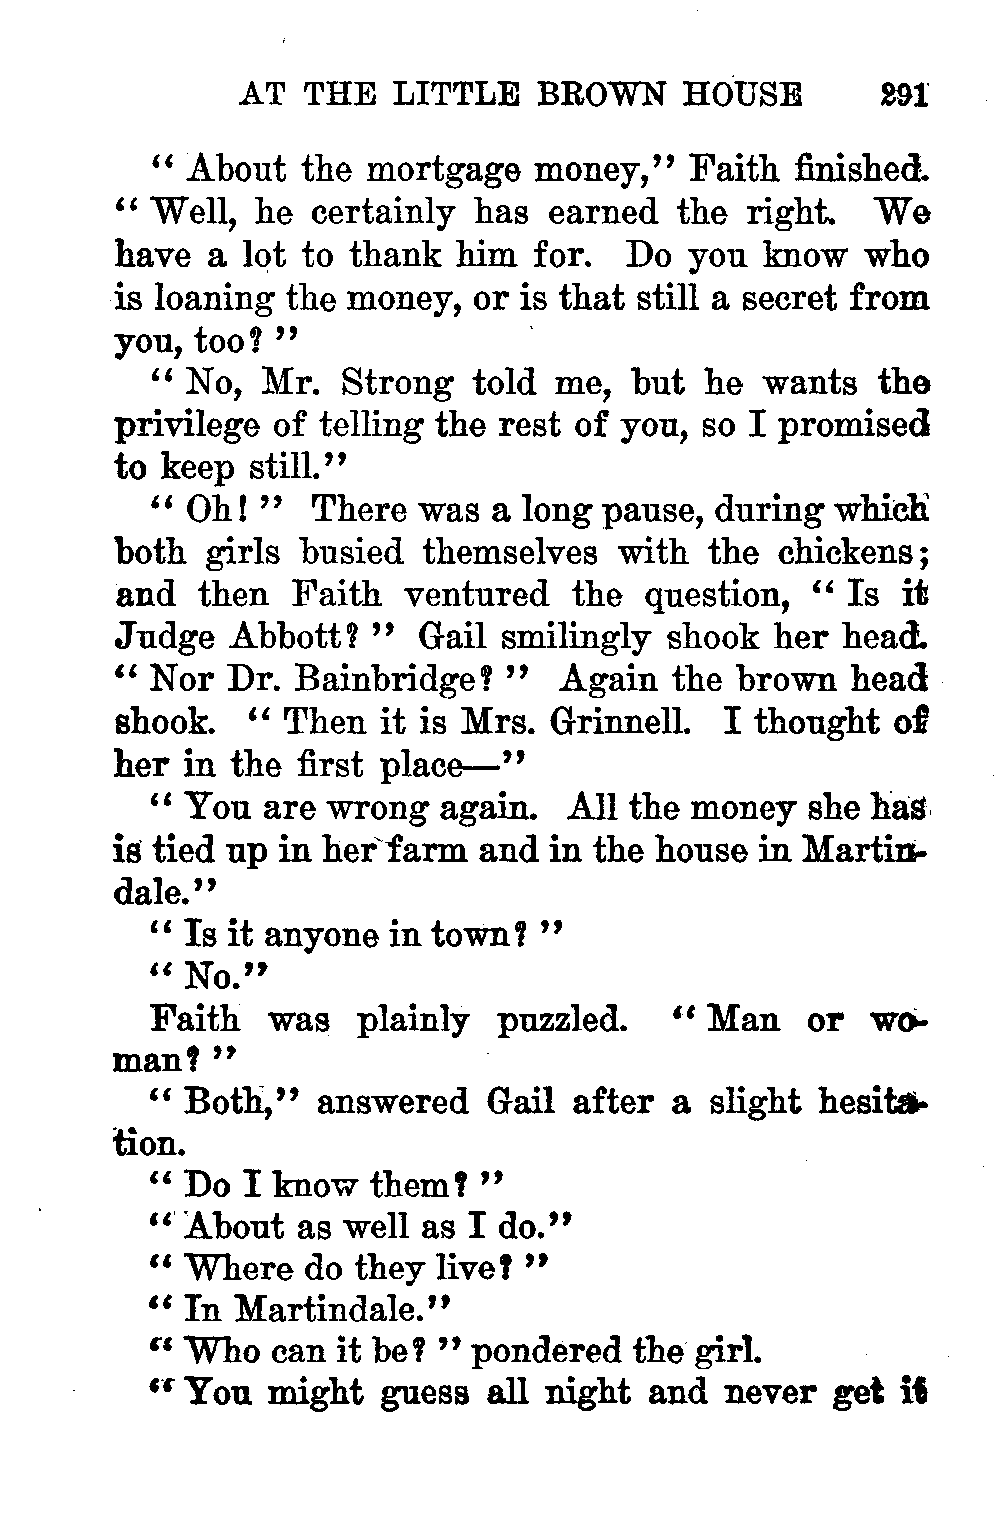 AT THE LITTLE BROWN HOUSE 291
" About the mortgage money," Faith finished.
" Well, he certainly has earned the right. We
have a lot to thank him for. Do you know who
is loaning the money, or is that still a secret from
you, too? "
" No, Mr. Strong told me, but he wants the
privilege of telling the rest of you, so I promised
to keep still."
" Oh! " There was a long pause, during which
both girls busied themselves with the chickens;
and then Faith ventured the question, " Is it
Judge Abbott? " Gail smilingly shook her head.
" Nor Dr. Bainbridge? " Again the brown head
shook. " Then it is Mrs. Grinnell. I thought of
her in the first place—"
" You are wrong again. All the money she has
is tied up in her farm and in the house in Martin-
dale."
" Is it anyone in town? "
" No."
Faith was plainly puzzled. " Man or wo-
man? "
" Both," answered Gail after a slight hesita-
tion.
" Do I know them? "
" About as well as I do."
" Where do they live? "
" In Martindale."
" Who can it be? " pondered the girl.
" You might guess all night and never get it